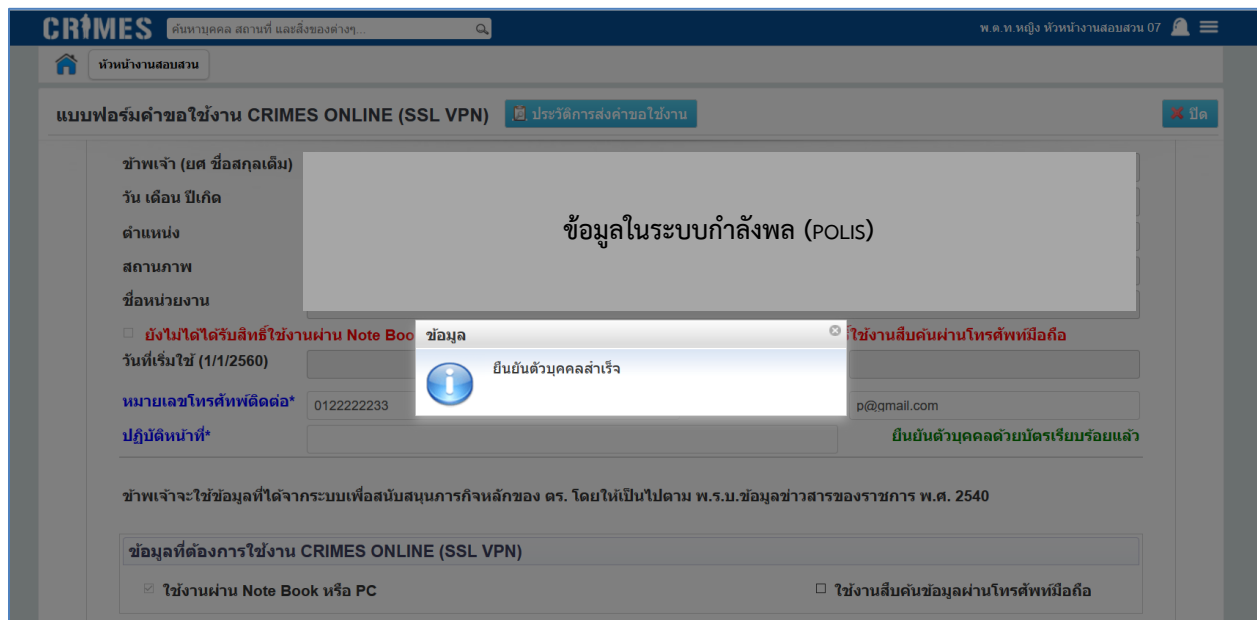 CRIMES ค้นหาบุคคล สถานที่ และสิ่งของต่างๆ... พ.ต.ท.หญิง หัวหน้างานสอบสวน 07
หัวหน้างานสอบสวน
แบบฟอร์มคำขอใช้งาน CRIMES ONLINE (SSL VPN) ประวัติการส่งคำขอใช้งาน ปิด
ข้าพเจ้า (ยศ ชื่อสกุลเต็ม)
วัน เดือน ปีเกิด
ข้อมูลในระบบกำลังพล (POLIS)
ตำแหน่ง
สถานภาพ
ชื่อหน่วยงาน
ยังไม่ได้ได้รับสิทธิ์ใช้งานผ่าน Note Boo ข้อมูล ใช้งานสืบค้นผ่านโทรศัพท์มือถือ
วันที่เริ่มใช้ (1/1/2560)
ยืนยันตัวบุคคลสำเร็จ
หมายเลขโทรศัพท์ติดต่อ* 0122222233 p@gmail.com
ปฏิบัติหน้าที่* ยืนยันตัวบุคคลด้วยบัตรเรียบร้อยแล้ว
ข้าพเจ้าจะใช้ข้อมูลที่ได้จากระบบเพื่อสนับสนุนภารกิจหลักของ ตร. โดยให้เป็นไปตาม พ.ร.บ.ข้อมูลข่าวสารของราชการ พ.ศ. 2540
ข้อมูลที่ต้องการใช้งาน CRIMES ONLINE (SSL VPN)
ใช้งานผ่าน Note Book หรือ PC ใช้งานสืบค้นข้อมูลผ่านโทรศัพท์มือถือ